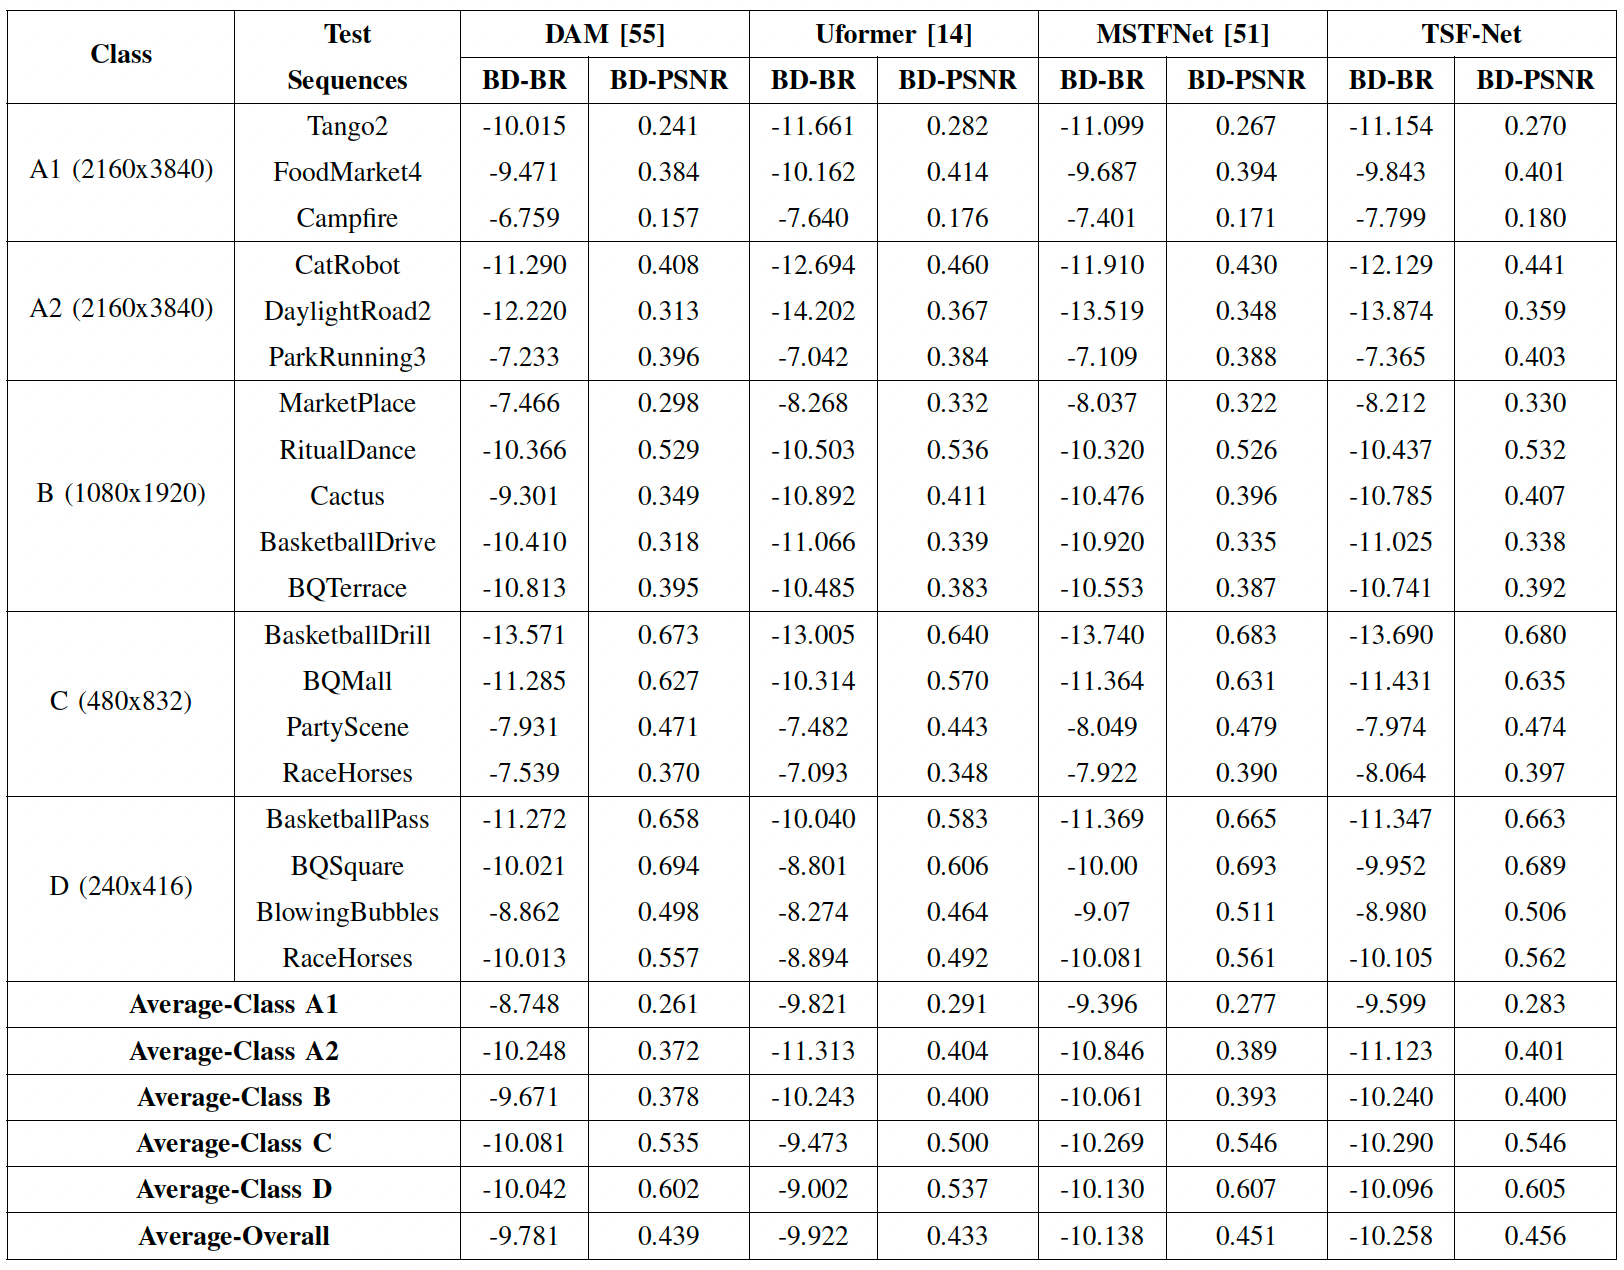 Class Test Sequences DAM [55] Uformer [14] MSTFNet [51] TSF-Net
BD-BR BD-PSNR BD-BR BD-PSNR BD-BR BD-PSNR BD-BR BD-PSNR
A1 (2160x3840)
Tango2 -10.015 0.241 -11.661 0.282 -11.099 0.267 -11.154 0.270
FoodMarket4 -9.471 0.384 -10.162 0.414 -9.687 0.394 -9.843 0.401
Campfire -6.759 0.157 -7.640 0.176 -7.401 0.171 -7.799 0.180
A2 (2160x3840)
CatRobot -11.290 0.408 -12.694 0.460 -11.910 0.430 -12.129 0.441
DaylightRoad2 -12.220 0.313 -14.202 0.367 -13.519 0.348 -13.874 0.359
ParkRunning3 -7.233 0.396 -7.042 0.384 -7.109 0.388 -7.365 0.403
B (1080x1920)
MarketPlace -7.466 0.298 -8.268 0.332 -8.037 0.322 -8.212 0.330
RitualDance -10.366 0.529 -10.503 0.536 -10.320 0.526 -10.437 0.532
Cactus -9.301 0.349 -10.892 0.411 -10.476 0.396 -10.785 0.407
BasketballDrive -10.410 0.318 -11.066 0.339 -10.920 0.335 -11.025 0.338
BQTerrace -10.813 0.395 -10.485 0.383 -10.553 0.387 -10.741 0.392
C (480x832)
BasketballDrill -13.571 0.673 -13.005 0.640 -13.740 0.683 -13.690 0.680
BQMall -11.285 0.627 -10.314 0.570 -11.364 0.631 -11.431 0.635
PartyScene -7.931 0.471 -7.482 0.443 -8.049 0.479 -7.974 0.474
RaceHorses -7.539 0.370 -7.093 0.348 -7.922 0.390 -8.064 0.397
D (240x416)
BasketballPass -11.272 0.658 -10.040 0.583 -11.369 0.665 -11.347 0.663
BQSquare -10.021 0.694 -8.801 0.606 -10.00 0.693 -9.952 0.689
BlowingBubbles -8.862 0.498 -8.274 0.464 -9.07 0.511 -8.980 0.506
RaceHorses -10.013 0.557 -8.894 0.492 -10.081 0.561 -10.105 0.562
Average-Class A1 -8.748 0.261 -9.821 0.291 -9.396 0.277 -9.599 0.283
Average-Class A2 -10.248 0.372 -11.313 0.404 -10.846 0.389 -11.123 0.401
Average-Class B -9.671 0.378 -10.243 0.400 -10.061 0.393 -10.240 0.400
Average-Class C -10.081 0.535 -9.473 0.500 -10.269 0.546 -10.290 0.546
Average-Class D -10.042 0.602 -9.002 0.537 -10.130 0.607 -10.096 0.605
Average-Overall -9.781 0.439 -9.922 0.433 -10.138 0.451 -10.258 0.456